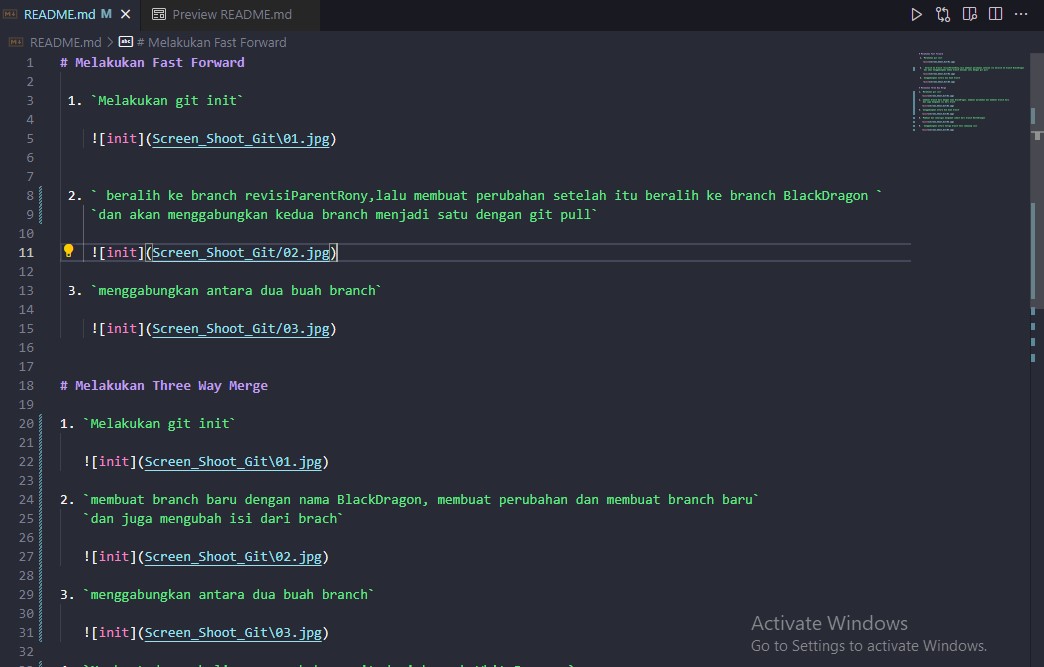 README.md M
Preview README.md
README.md > # Melakukan Fast Forward
1 # Melakukan Fast Forward
2
3 1. `Melakukan git init`
4
5 ![init](Screen_Shoot_Git\01.jpg)
6
7
8 2. ` beralih ke branch revisiParentRony,lalu membuat perubahan setelah itu beralih ke branch BlackDragon `
9 `dan akan menggabungkan kedua branch menjadi satu dengan git pull`
10
11 ![init](Screen_Shoot_Git/02.jpg)
12
13 3. `menggabungkan antara dua buah branch`
14
15 ![init](Screen_Shoot_Git/03.jpg)
16
17
18 # Melakukan Three Way Merge
19
20 1. `Melakukan git init`
21
22 ![init](Screen_Shoot_Git\01.jpg)
23
24 2. `membuat branch baru dengan nama BlackDragon, membuat perubahan dan membuat branch baru`
25 `dan juga mengubah isi dari brach`
26
27 ![init](Screen_Shoot_Git\02.jpg)
28
29 3. `menggabungkan antara dua buah branch`
30
31 ![init](Screen_Shoot_Git\03.jpg)
32
Activate Windows
Go to Settings to activate Windows.